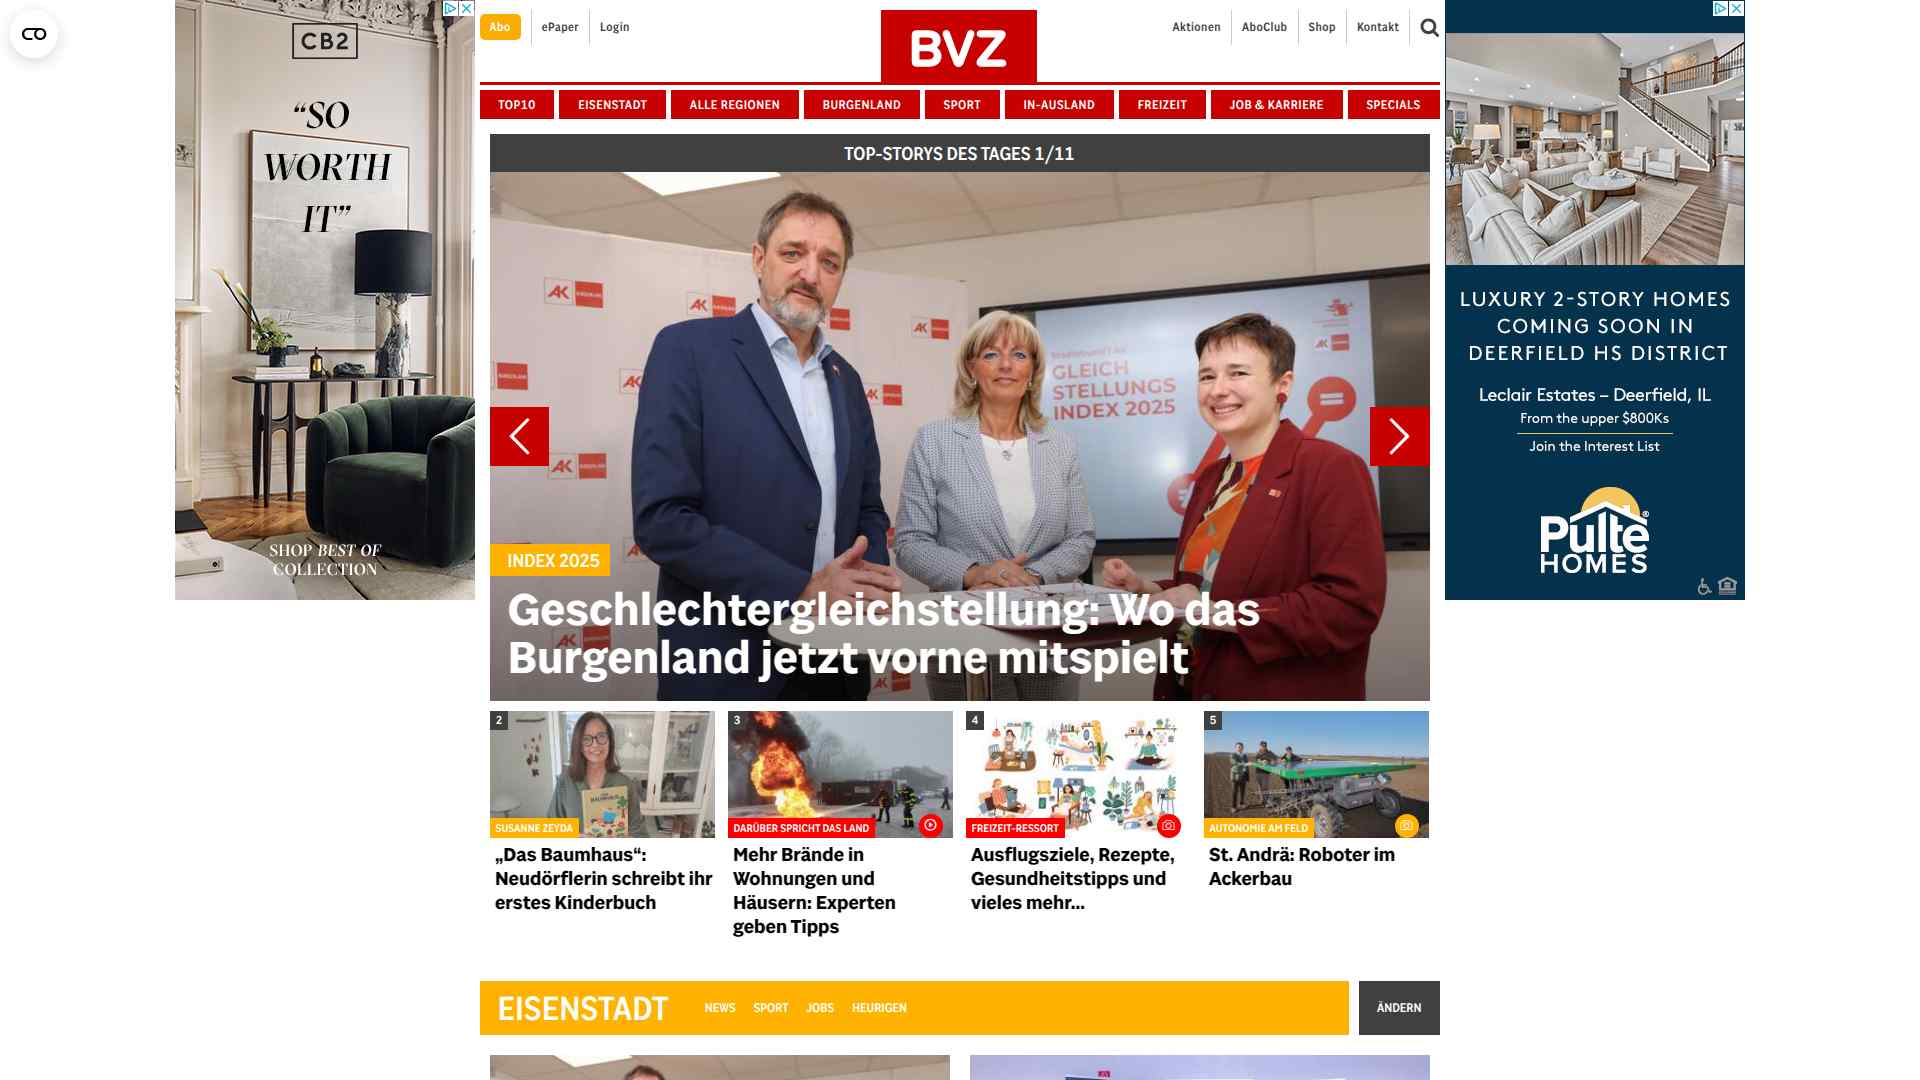 Abo
ePaper
Login
BVZ
Aktionen
AboClub
Shop
Kontakt
TOP10
EISENSTADT
ALLE REGIONEN
BURGENLAND
SPORT
IN-AUSLAND
FREIZEIT
JOB & KARRIERE
SPECIALS
CB2
“SO
WORTH
IT”
SHOP BEST OF
COLLECTION
TOP-STORYS DES TAGES 1/11
AK
AK
AK
AK
AK
AK
GLEICH
STELLUNGS
INDEX 2025
INDEX 2025
Geschlechtergleichstellung: Wo das
Burgenland jetzt vorne mitspielt
LUXURY 2-STORY HOMES
COMING SOON IN
DEERFIELD HS DISTRICT
Leclair Estates – Deerfield, IL
From the upper $800Ks
Join the Interest List
Pulte®
HOMES
2
SUSANNE ZEYDA
„Das Baumhaus“:
Neudörflerin schreibt ihr
erstes Kinderbuch
3
DARÜBER SPRICHT DAS LAND
Mehr Brände in
Wohnungen und
Häusern: Experten
geben Tipps
4
FREIZEIT-RESSORT
Ausflugsziele, Rezepte,
Gesundheitstipps und
vieles mehr...
5
AUTONOMIE AM FELD
St. Andrä: Roboter im
Ackerbau
EISENSTADT
NEWS
SPORT
JOBS
HEURIGEN
ÄNDERN